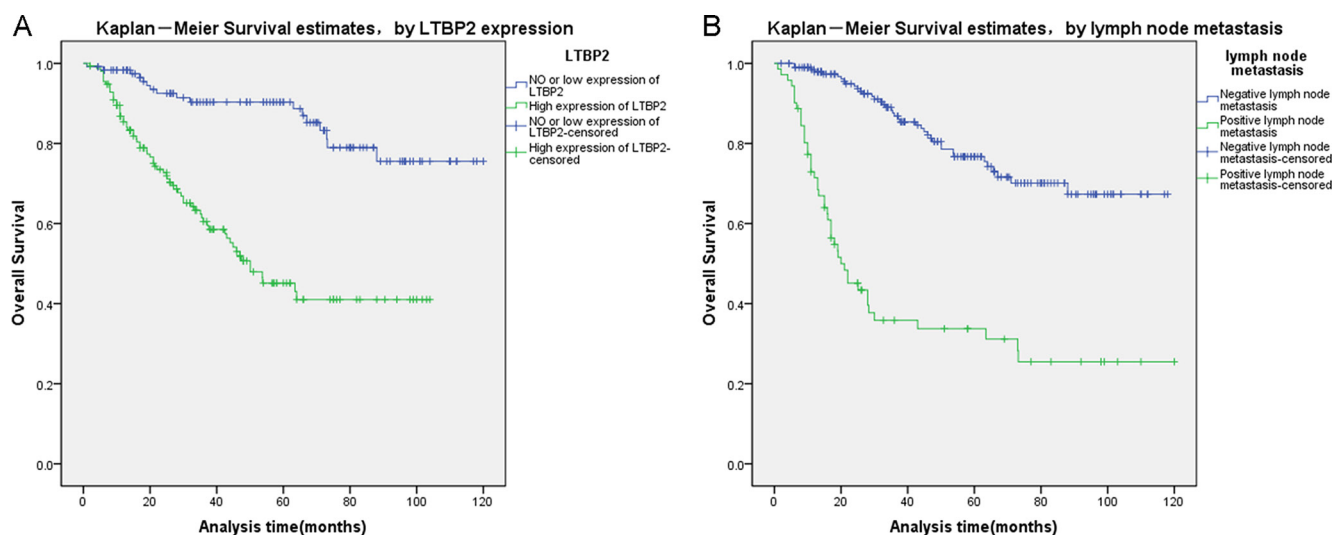 A
Kaplan—Meier Survival estimates, by LTBP2 expression
LTBP2
NO or low expression of
LTBP2
High expression of LTBP2
NO or low expression of
LTBP2-censored
High expression of LTBP2-
censored
Overall Survival
1.0
0.8
0.6
0.4
0.2
0.0
0 20 40 60 80 100 120
Analysis time(months)
B
Kaplan—Meier Survival estimates, by lymph node metastasis
lymph node
metastasis
Negative lymph node
metastasis
Positive lymph node
metastasis
Negative lymph node
metastasis-censored
Positive lymph node
metastasis-censored
Overall Survival
1.0
0.8
0.6
0.4
0.2
0.0
0 20 40 60 80 100 120
Analysis time(months)